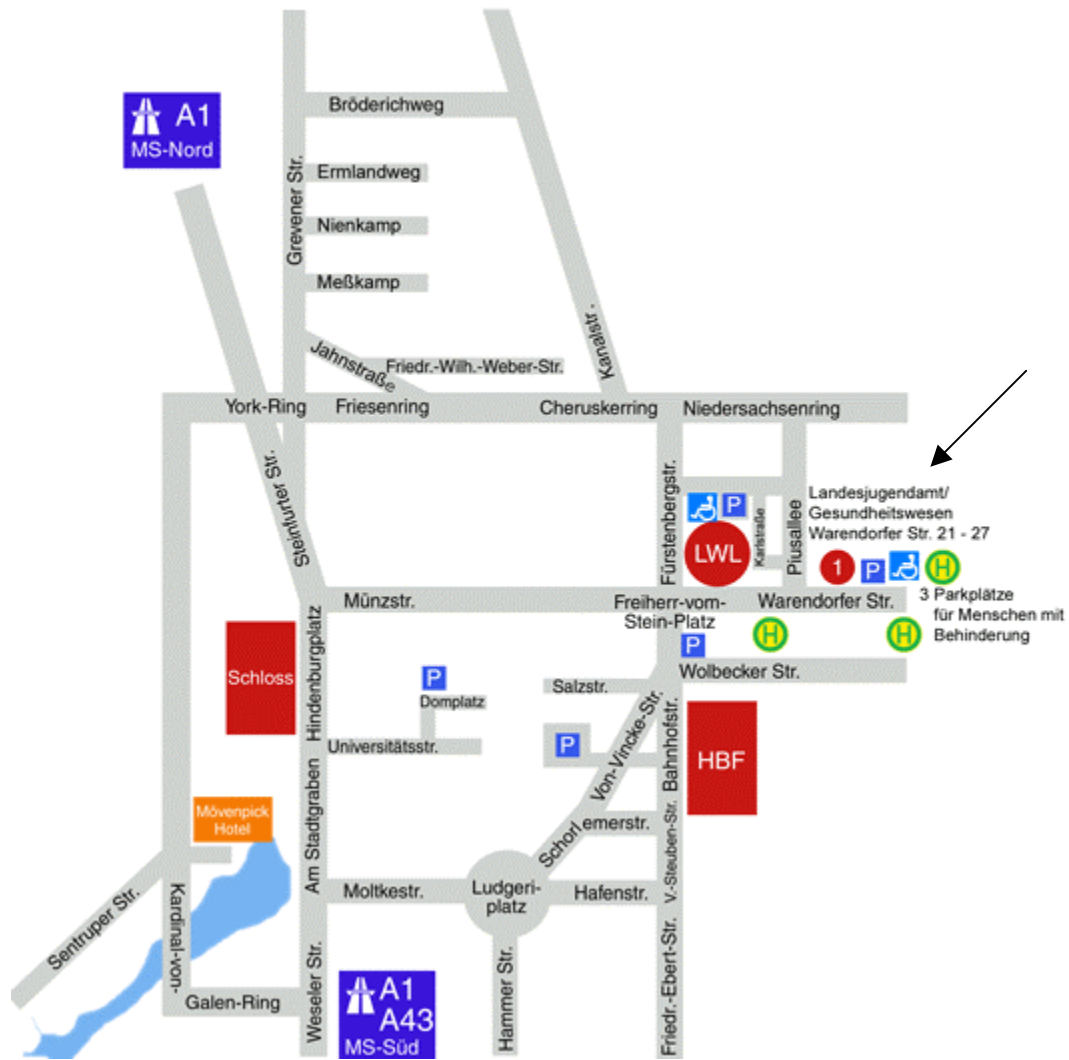 Bröderichweg
A1
MS-Nord
Ermlandweg
Grevener Str.
Nienkamp
Meßkamp
Kanalstr.
Jahnstraße
Friedr.-Wilh.-Weber-Str.
York-Ring
Friesenring
Cheruskerring
Niedersachsenring
Steinfurter Str.
Fürstenbergstr.
P
LWL
Karlstraße
Piusallee
Landesjugendamt/
Gesundheitswesen
Warendorfer Str. 21 - 27
1
P
H
3 Parkplätze
für Menschen mit
Behinderung
Münzstr.
Freiherr-vom-
Stein-Platz
Warendorfer Str.
H
H
P
Wolbecker Str.
Schloss
Hindenburgplatz
P
Domplatz
Salzstr.
Universitätsstr.
P
Von-Vincke-Str.
Bahnhofstr.
HBF
Mövenpick
Hotel
Am Stadtgraben
Schorlemerstr.
V.-Steuben-Str.
Moltkestr.
Ludgeri-
platz
Hafenstr.
Sentruper Str.
Kardinal-von-
Galen-Ring
Weseler Str.
A1
A43
MS-Süd
Hammer Str.
Friedr.-Ebert-Str.